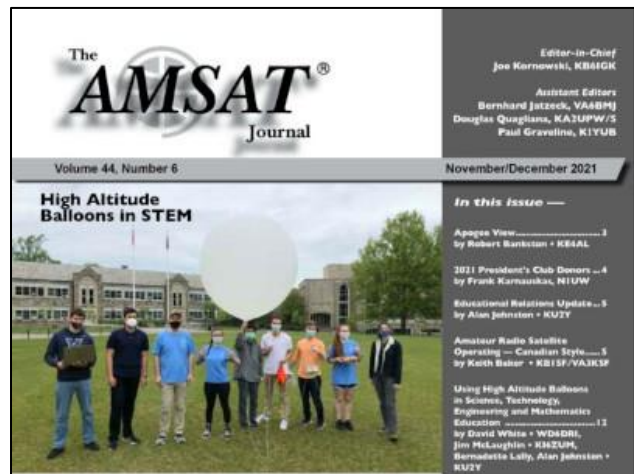 The
AMSAT®
Journal
Editor-in-Chief
Joe Kornowski, KB6IGK
Assistant Editors
Bernhard Jatzeck, VA6BMJ
Douglas Quagliana, KA2UPW/5
Paul Graveline, K1YUB
Volume 44, Number 6
November/December 2021
High Altitude
Balloons in STEM
In this issue —
Apogee View...............................3
by Robert Bankston • KE4AL
2021 President's Club Donors ...4
by Frank Karnauskas, N1UW
Educational Relations Update...5
by Alan Johnston • KU2Y
Amateur Radio Satellite
Operating — Canadian Style......5
by Keith Baker • KB1SF/VA3KSF
Using High Altitude Balloons
in Science, Technology,
Engineering and Mathematics
Education ................................12
by David White • WD6DRI,
Jim McLaughlin • KI6ZUM,
Bernadette Lally, Alan Johnston •
KU2Y